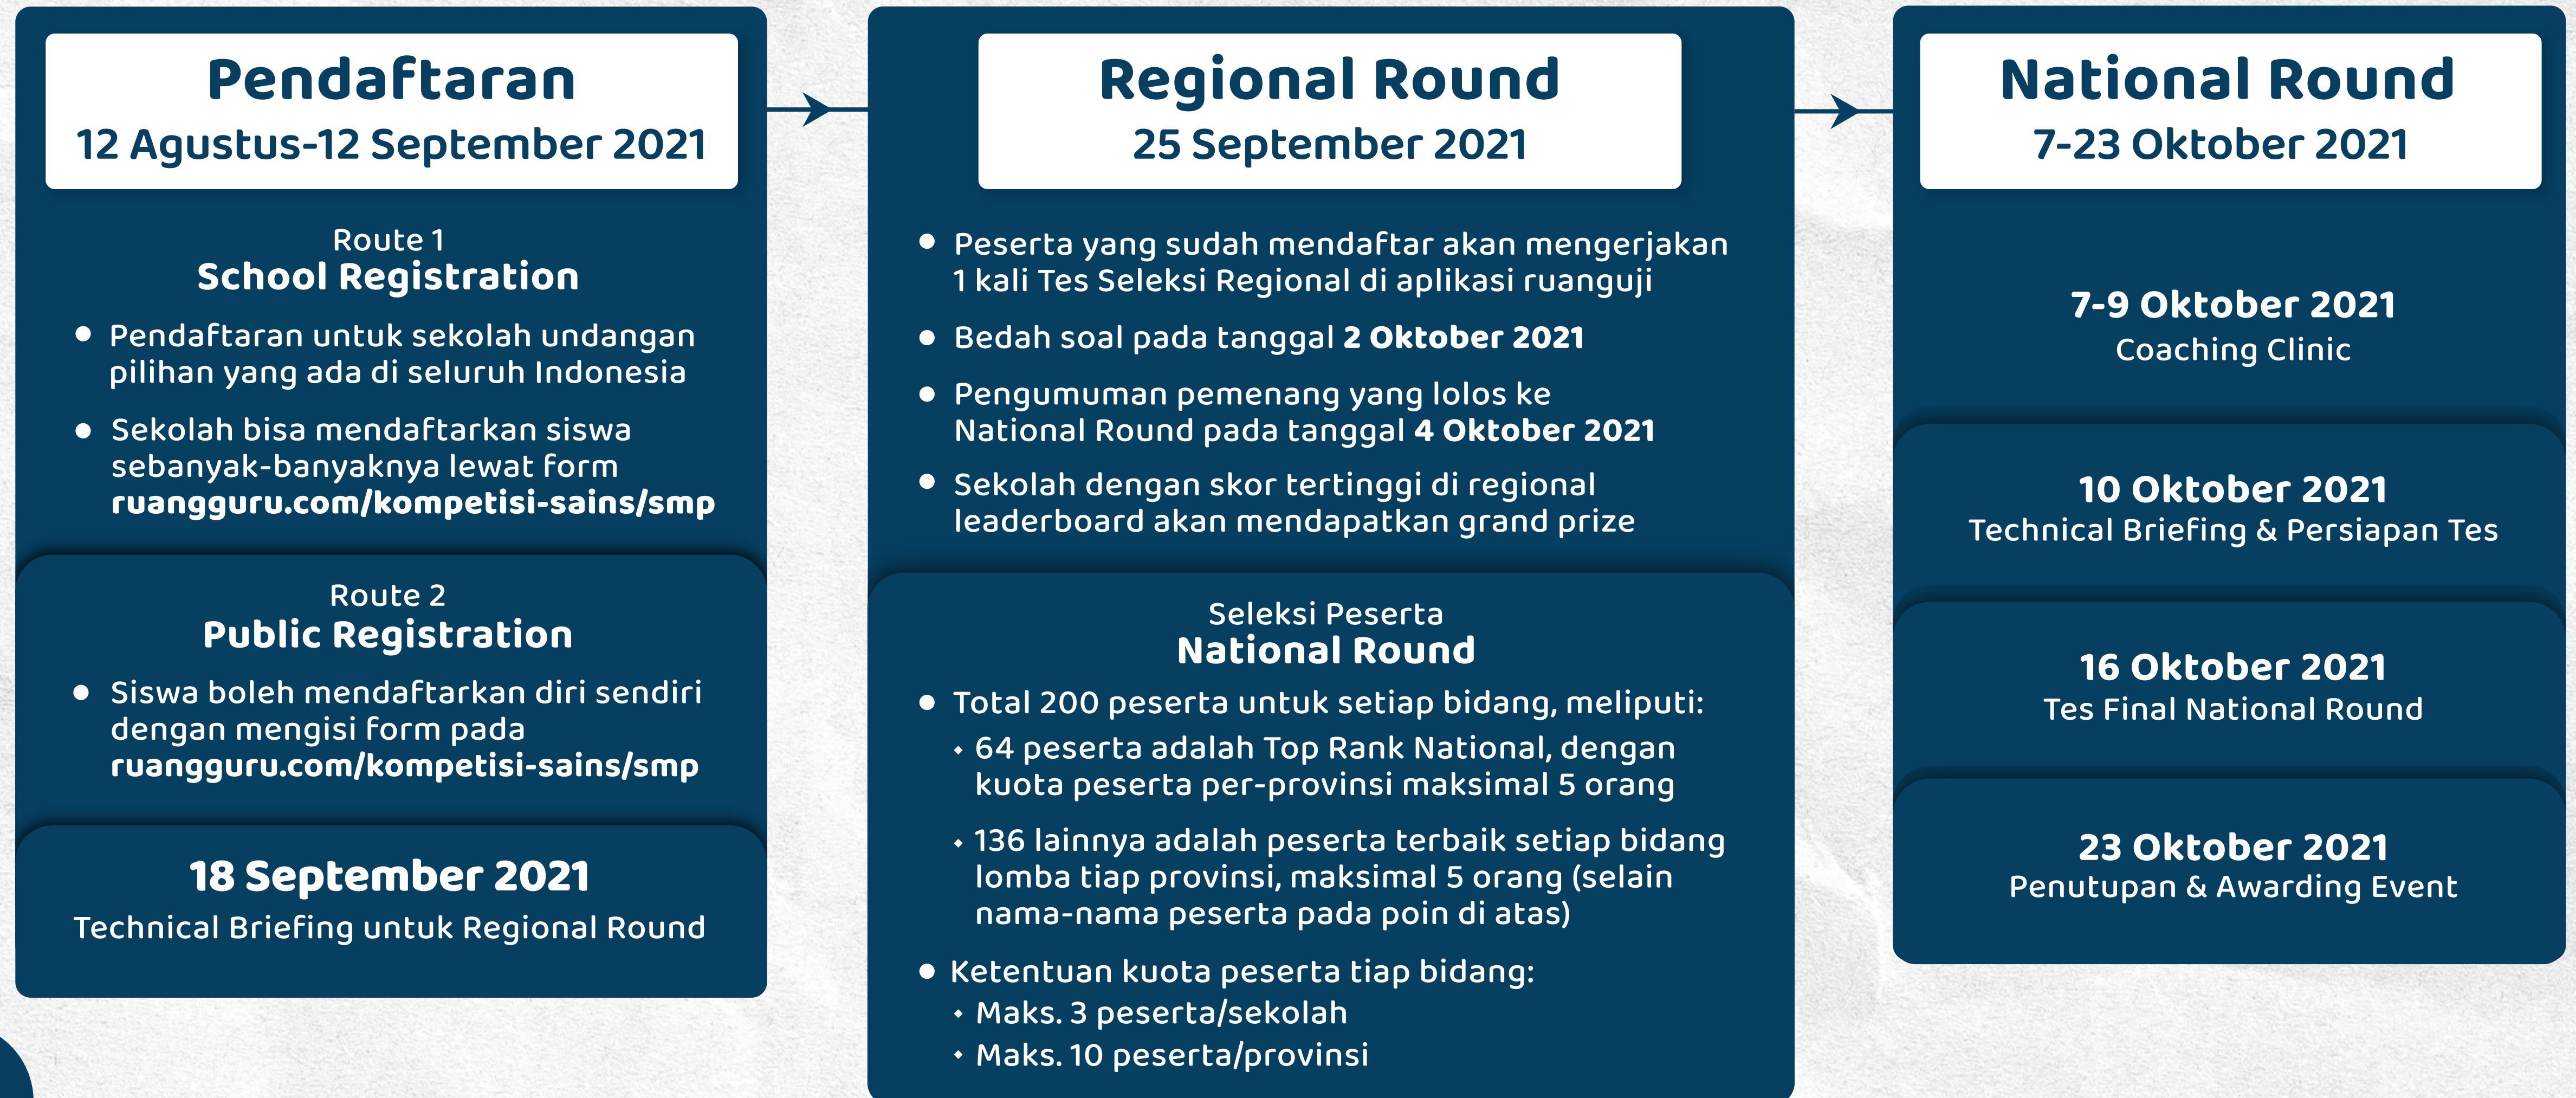 Pendaftaran
12 Agustus-12 September 2021
Route 1
School Registration
● Pendaftaran untuk sekolah undangan
pilihan yang ada di seluruh Indonesia
● Sekolah bisa mendaftarkan siswa
sebanyak-banyaknya lewat form
ruangguru.com/kompetisi-sains/smp
Route 2
Public Registration
● Siswa boleh mendaftarkan diri sendiri
dengan mengisi form pada
ruangguru.com/kompetisi-sains/smp
18 September 2021
Technical Briefing untuk Regional Round
Regional Round
25 September 2021
● Peserta yang sudah mendaftar akan mengerjakan
1 kali Tes Seleksi Regional di aplikasi ruanguji
● Bedah soal pada tanggal 2 Oktober 2021
● Pengumuman pemenang yang lolos ke
National Round pada tanggal 4 Oktober 2021
● Sekolah dengan skor tertinggi di regional
leaderboard akan mendapatkan grand prize
Seleksi Peserta
National Round
● Total 200 peserta untuk setiap bidang, meliputi:
⬩ 64 peserta adalah Top Rank National, dengan
kuota peserta per-provinsi maksimal 5 orang
⬩ 136 lainnya adalah peserta terbaik setiap bidang
lomba tiap provinsi, maksimal 5 orang (selain
nama-nama peserta pada poin di atas)
● Ketentuan kuota peserta tiap bidang:
⬩ Maks. 3 peserta/sekolah
⬩ Maks. 10 peserta/provinsi
National Round
7-23 Oktober 2021
7-9 Oktober 2021
Coaching Clinic
10 Oktober 2021
Technical Briefing & Persiapan Tes
16 Oktober 2021
Tes Final National Round
23 Oktober 2021
Penutupan & Awarding Event